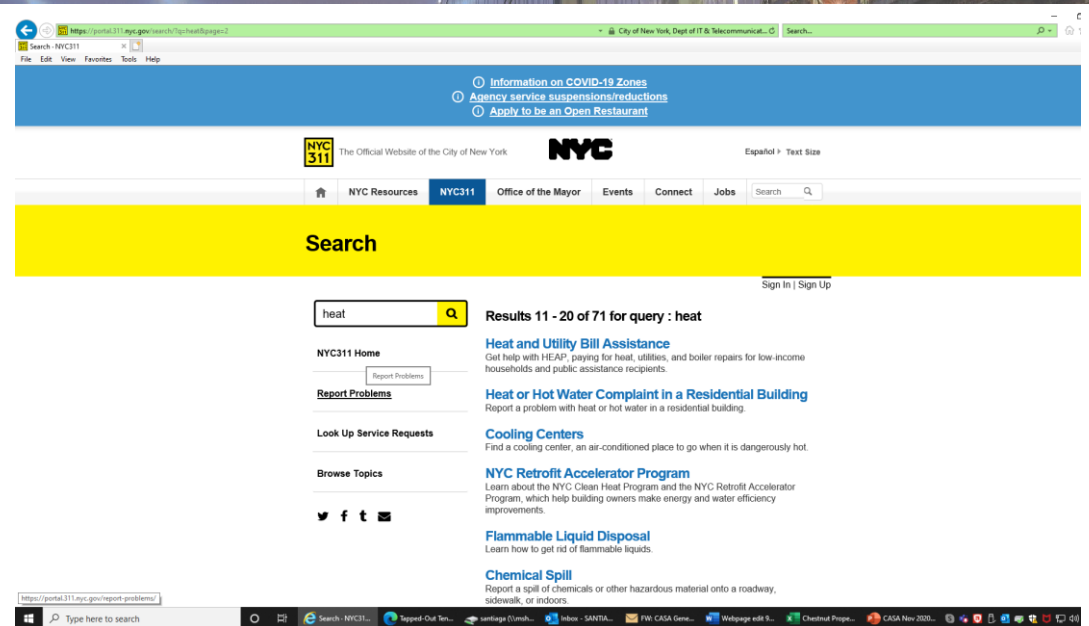 https://portal.311.nyc.gov/search/?q=heat&page=2
City of New York, Dept of IT & Telecommunicat...
Search...
Search - NYC311
File Edit View Favorites Tools Help
Information on COVID-19 Zones
Agency service suspensions/reductions
Apply to be an Open Restaurant
NYC
311
The Official Website of the City of New York
NYC
Español
Text Size
NYC Resources
NYC311
Office of the Mayor
Events
Connect
Jobs
Search
Search
Sign In | Sign Up
heat
NYC311 Home
Report Problems
Report Problems
Look Up Service Requests
Browse Topics
Results 11 - 20 of 71 for query : heat
Heat and Utility Bill Assistance
Get help with HEAP, paying for heat, utilities, and boiler repairs for low-income
households and public assistance recipients.
Heat or Hot Water Complaint in a Residential Building
Report a problem with heat or hot water in a residential building.
Cooling Centers
Find a cooling center, an air-conditioned place to go when it is dangerously hot.
NYC Retrofit Accelerator Program
Learn about the NYC Clean Heat Program and the NYC Retrofit Accelerator
Program, which help building owners make energy and water efficiency
improvements.
Flammable Liquid Disposal
Learn how to get rid of flammable liquids.
Chemical Spill
Report a spill of chemicals or other hazardous material onto a roadway,
sidewalk, or indoors.
https://portal.311.nyc.gov/report-problems/
Type here to search
Search - NYC31...
Tapped-Out Ten...
santiaga (\\msh...
Inbox - SANTIA...
FW: CASA Gene...
Webpage edit 9...
Chestnut Prope...
CASA Nov 2020...